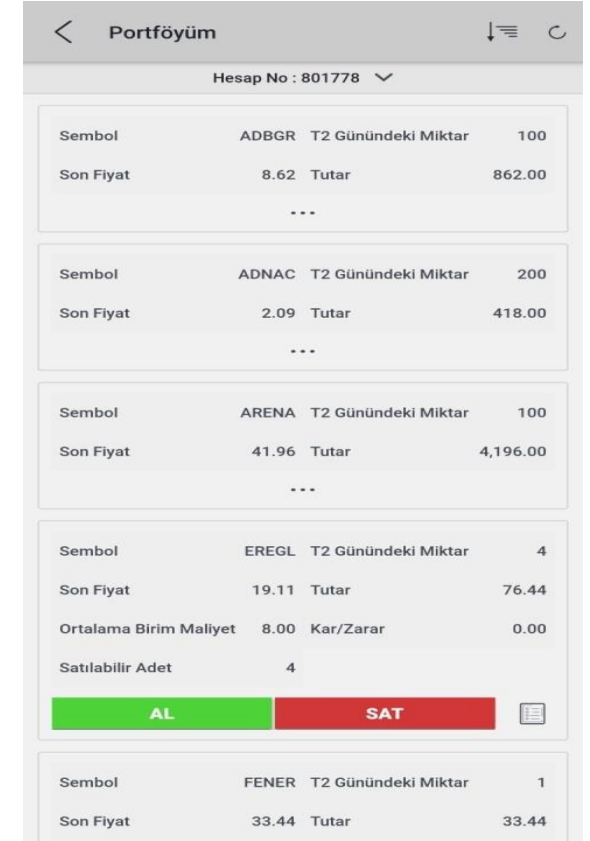 Portföyüm
Hesap No : 801778
Sembol ADBGR T2 Günündeki Miktar 100
Son Fiyat 8.62 Tutar 862.00
...
Sembol ADNAC T2 Günündeki Miktar 200
Son Fiyat 2.09 Tutar 418.00
...
Sembol ARENA T2 Günündeki Miktar 100
Son Fiyat 41.96 Tutar 4,196.00
...
Sembol EREGL T2 Günündeki Miktar 4
Son Fiyat 19.11 Tutar 76.44
Ortalama Birim Maliyet 8.00 Kar/Zarar 0.00
Satılabilir Adet 4
AL SAT
Sembol FENER T2 Günündeki Miktar 1
Son Fiyat 33.44 Tutar 33.44